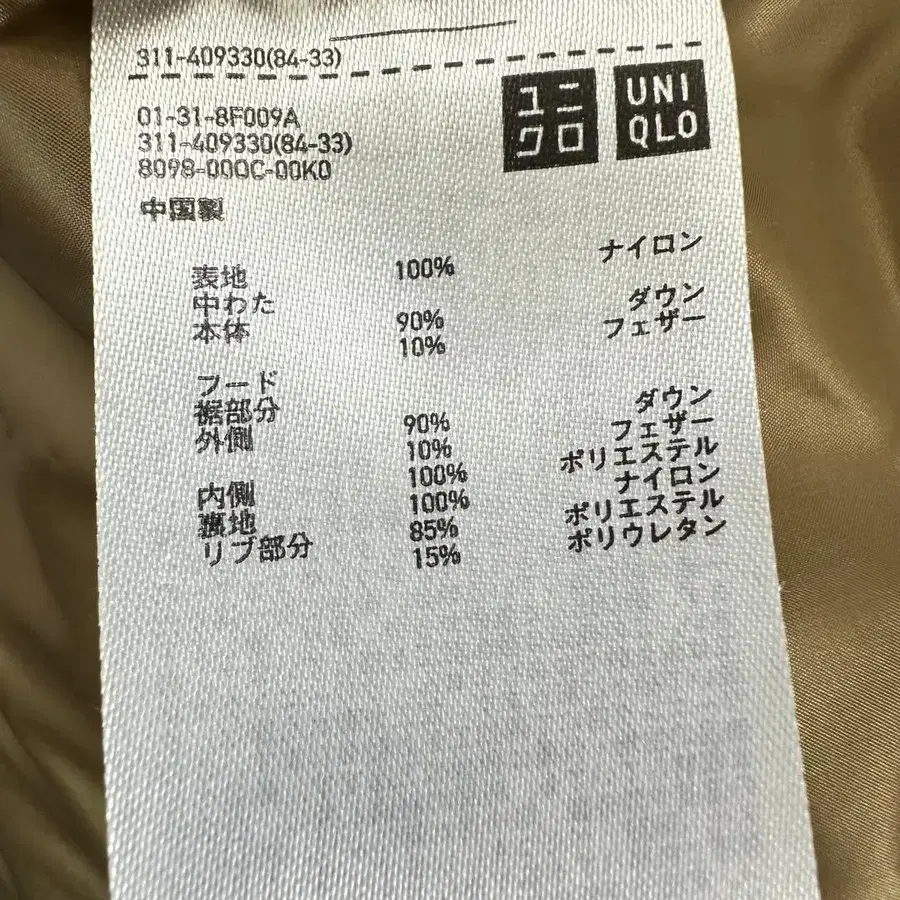 311-409330(84-33)
01-31-8F009A
311-409330(84-33)
8098-000C-00K0
中国製
ユニ
クロ
UNI
QLO
表地 100% ナイロン
中わた
本体 90% ダウン
10% フェザー
フード
裾部分
外側 90% ダウン
10% フェザー
内側 100% ポリエステル
裏地 100% ナイロン
リブ部分 85% ポリエステル
15% ポリウレタン